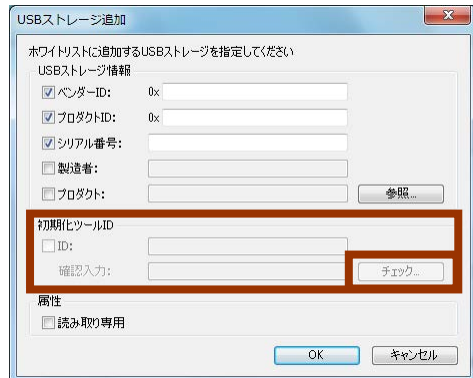 USBストレージ追加
ホワイトリストに追加するUSBストレージを指定してください
USBストレージ情報
ベンダーID: 0x
プロダクトID: 0x
シリアル番号:
製造者:
プロダクト: 参照...
初期化ツールID
ID:
確認入力: チェック...
属性
読み取り専用
OK キャンセル